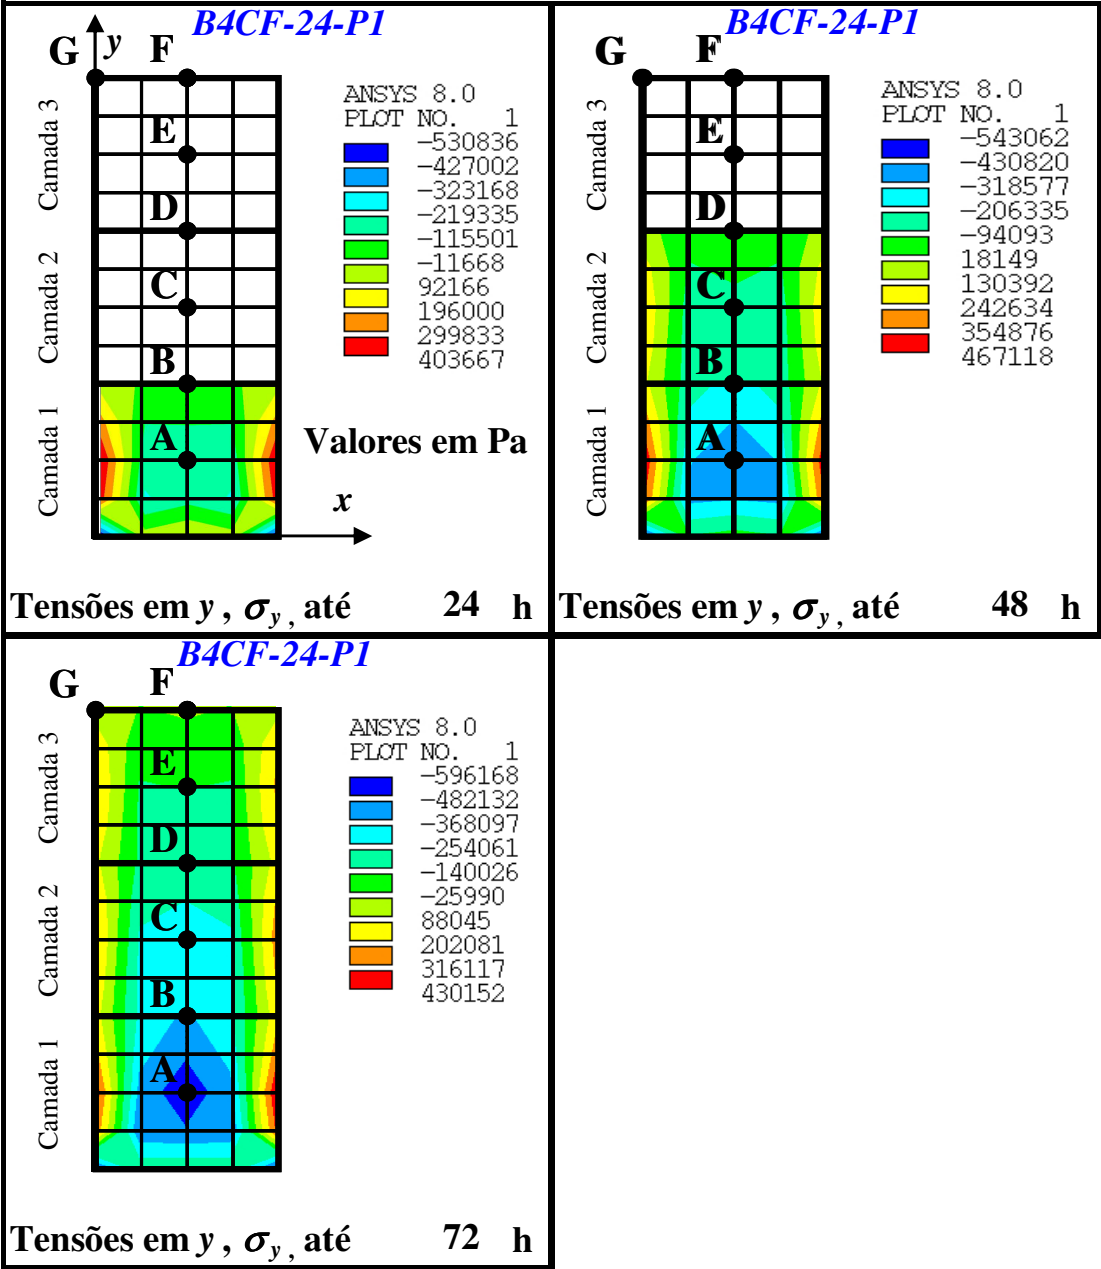 B4CF-24-P1
G y F
ANSYS 8.0
PLOT NO. 1
−530836
−427002
−323168
−219335
−115501
−11668
92166
196000
299833
403667
Camada 3
E
D
Camada 2
C
B
Camada 1
A
Valores em Pa
x
Tensões em y , σy , até 24 h
B4CF-24-P1
G F
ANSYS 8.0
PLOT NO. 1
−543062
−430820
−318577
−206335
−94093
18149
130392
242634
354876
467118
Camada 3
E
D
Camada 2
C
B
Camada 1
A
Tensões em y , σy , até 48 h
B4CF-24-P1
G F
ANSYS 8.0
PLOT NO. 1
−596168
−482132
−368097
−254061
−140026
−25990
88045
202081
316117
430152
Camada 3
E
D
Camada 2
C
B
Camada 1
A
Tensões em y , σy , até 72 h